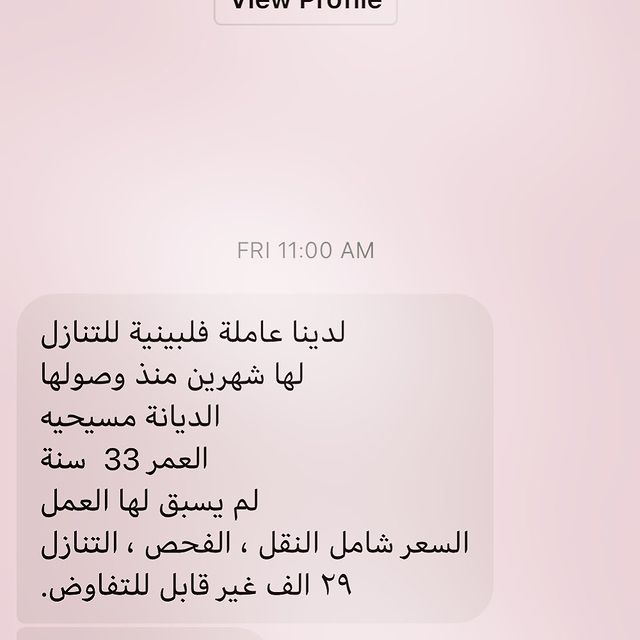 View Profile
FRI 11:00 AM
لدينا عاملة فلبينية للتنازل
لها شهرين منذ وصولها
الديانة مسيحيه
العمر 33 سنة
لم يسبق لها العمل
السعر شامل النقل ، الفحص ، التنازل
٢٩ الف غير قابل للتفاوض.